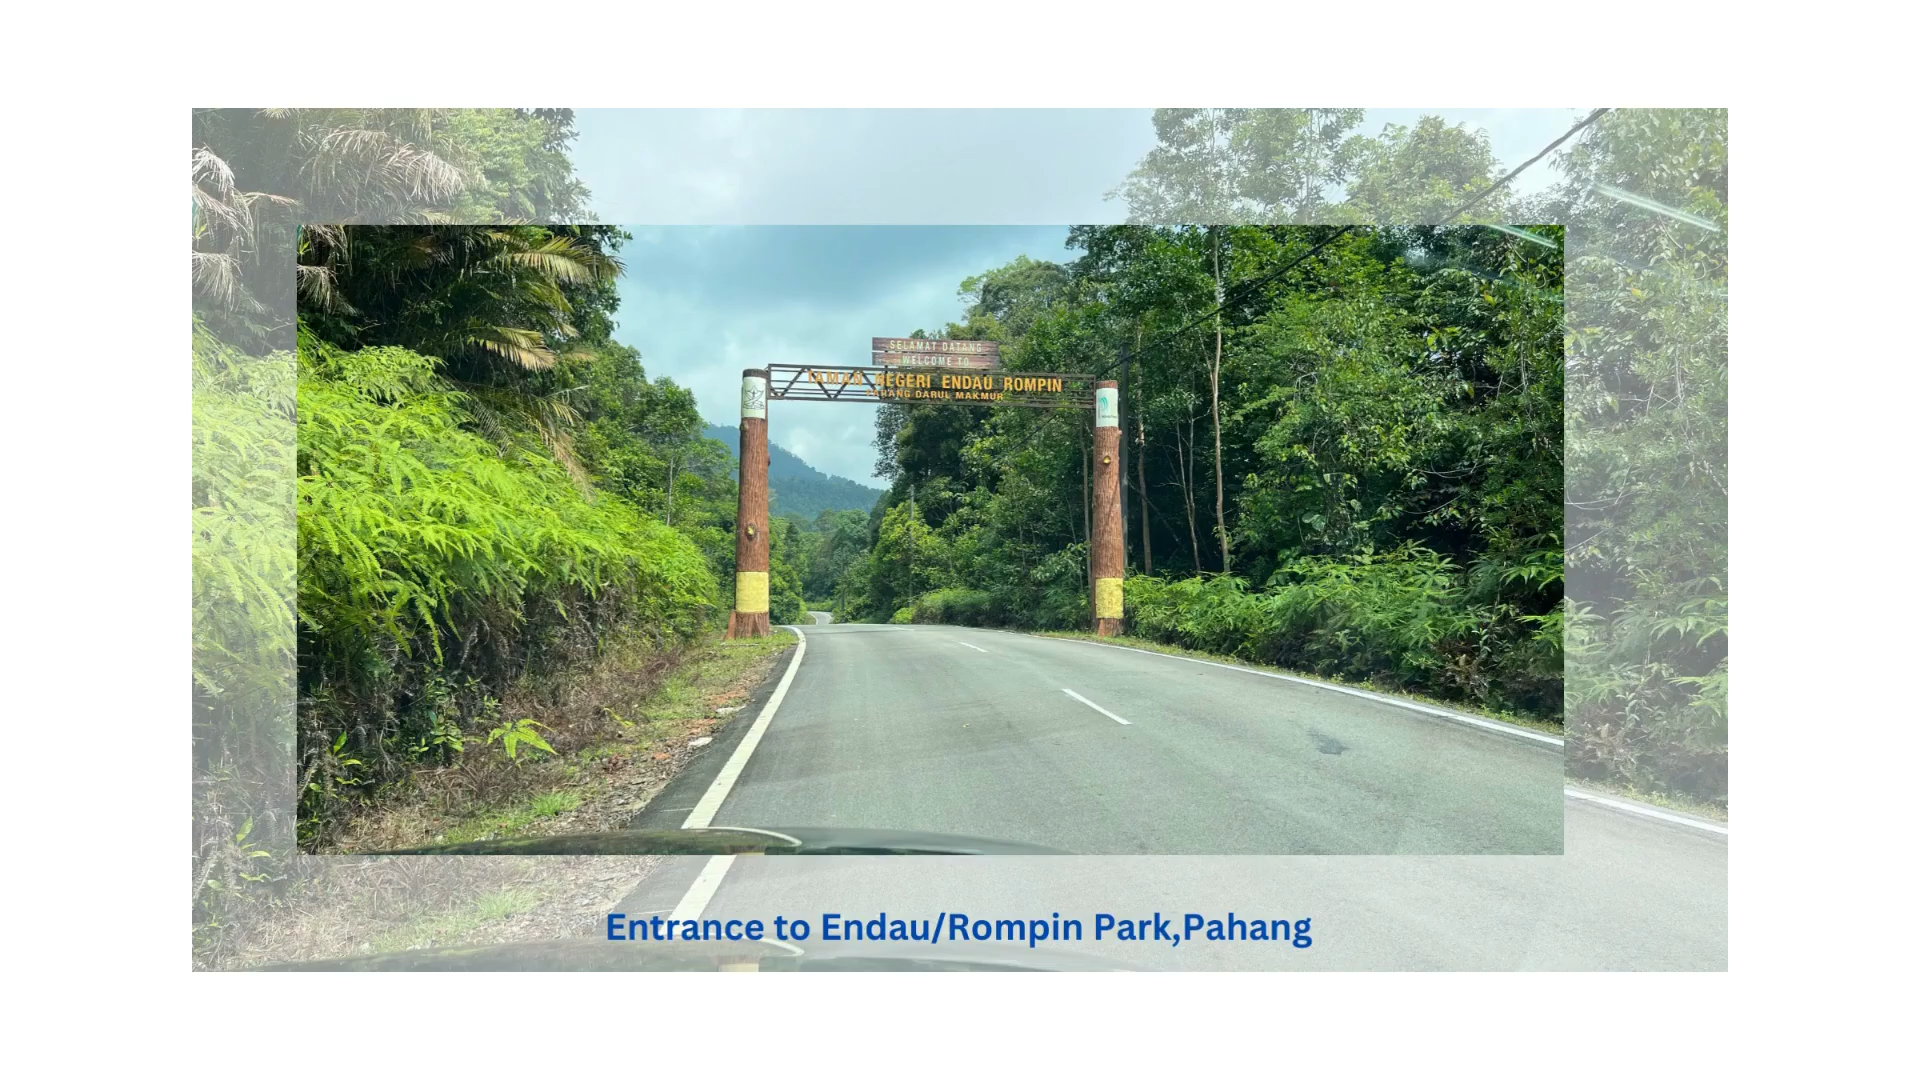 SELAMAT DATANG
WELCOME TO
TAMAN NEGERI ENDAU ROMPIN
PAHANG DARUL MAKMUR
Entrance to Endau/Rompin Park,Pahang